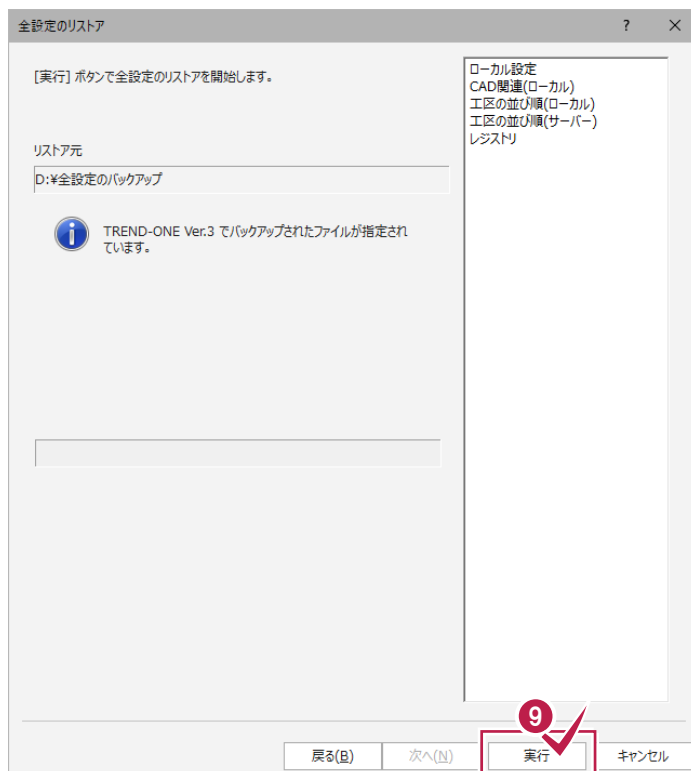 全設定のリストア
?
×
[実行] ボタンで全設定のリストアを開始します。
リストア元
D:¥全設定のバックアップ
TREND-ONE Ver.3 でバックアップされたファイルが指定され
ています。
ローカル設定
CAD関連(ローカル)
工区の並び順(ローカル)
工区の並び順(サーバー)
レジストリ
9
戻る(B)
次へ(N)
実行
キャンセル